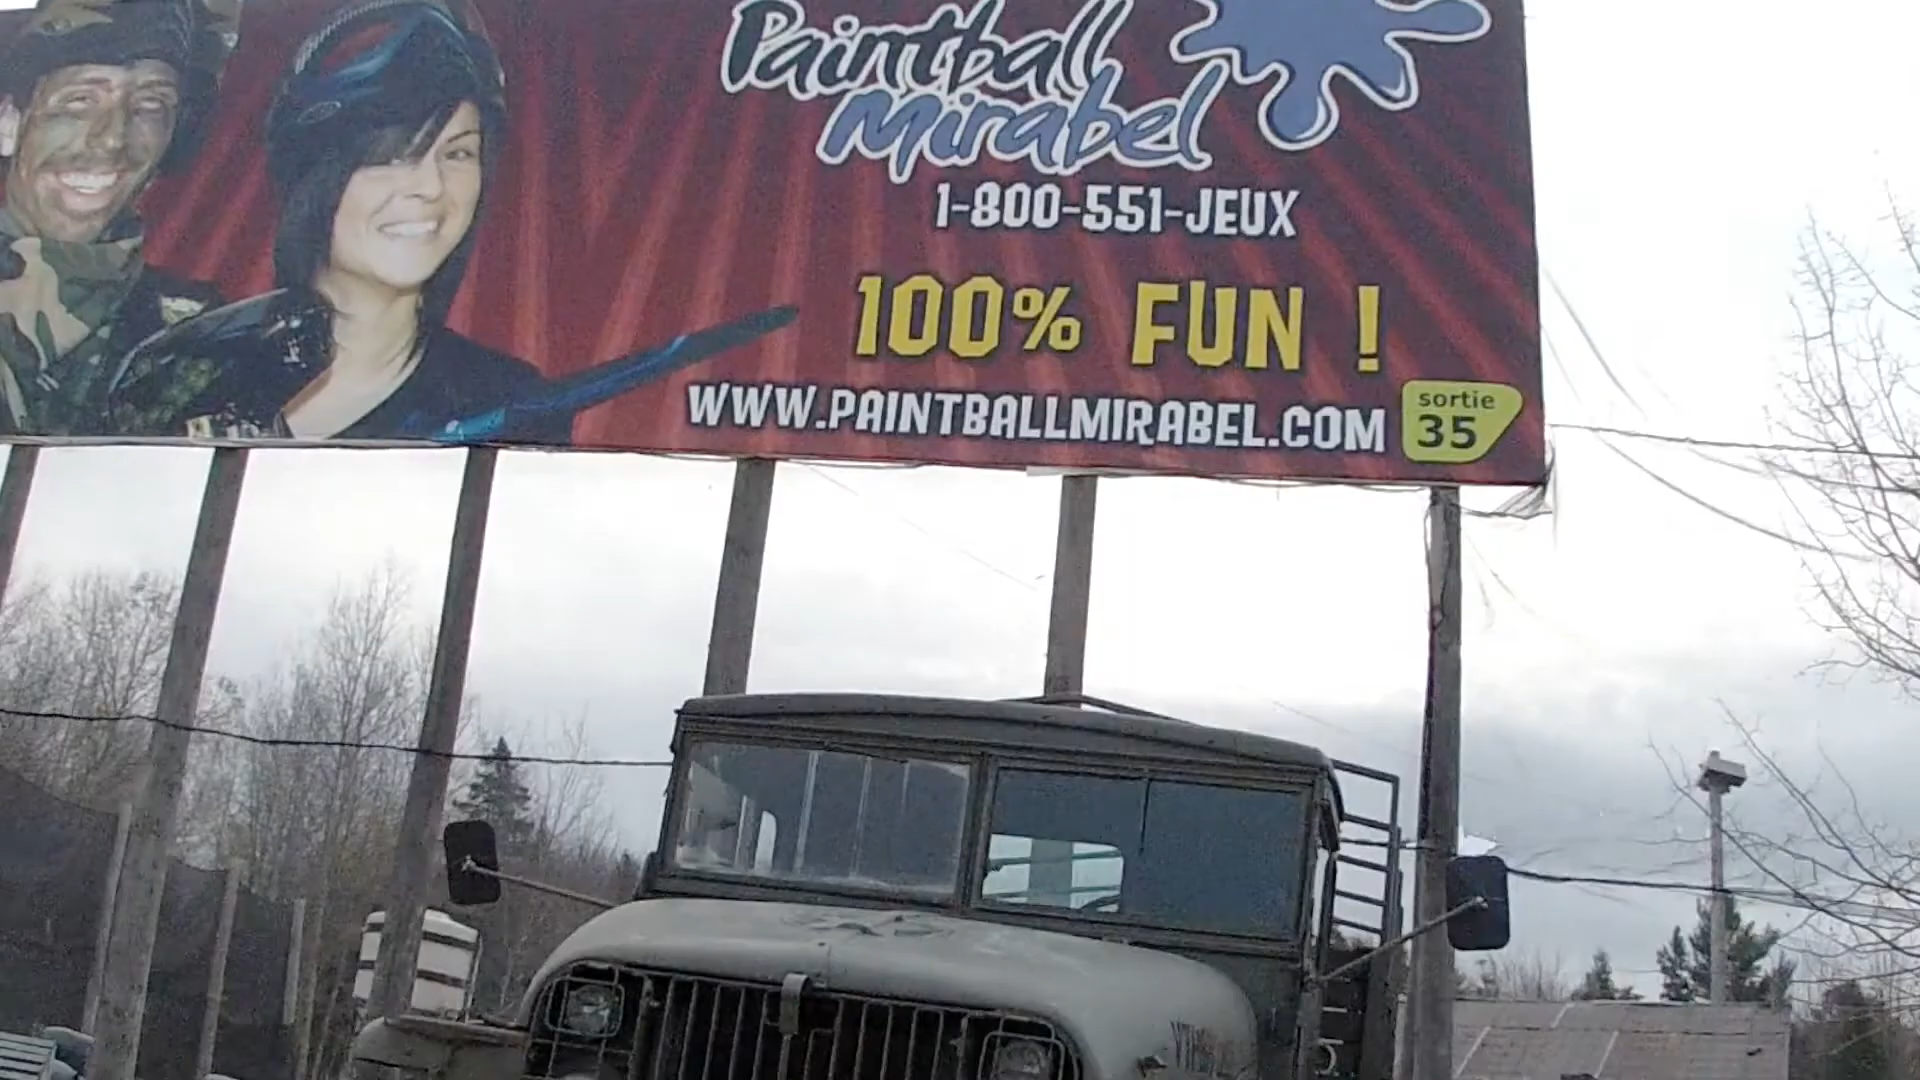 Paintball
Mirabel
1-800-551-JEUX
100% FUN !
WWW.PAINTBALLMIRABEL.COM
sortie
35